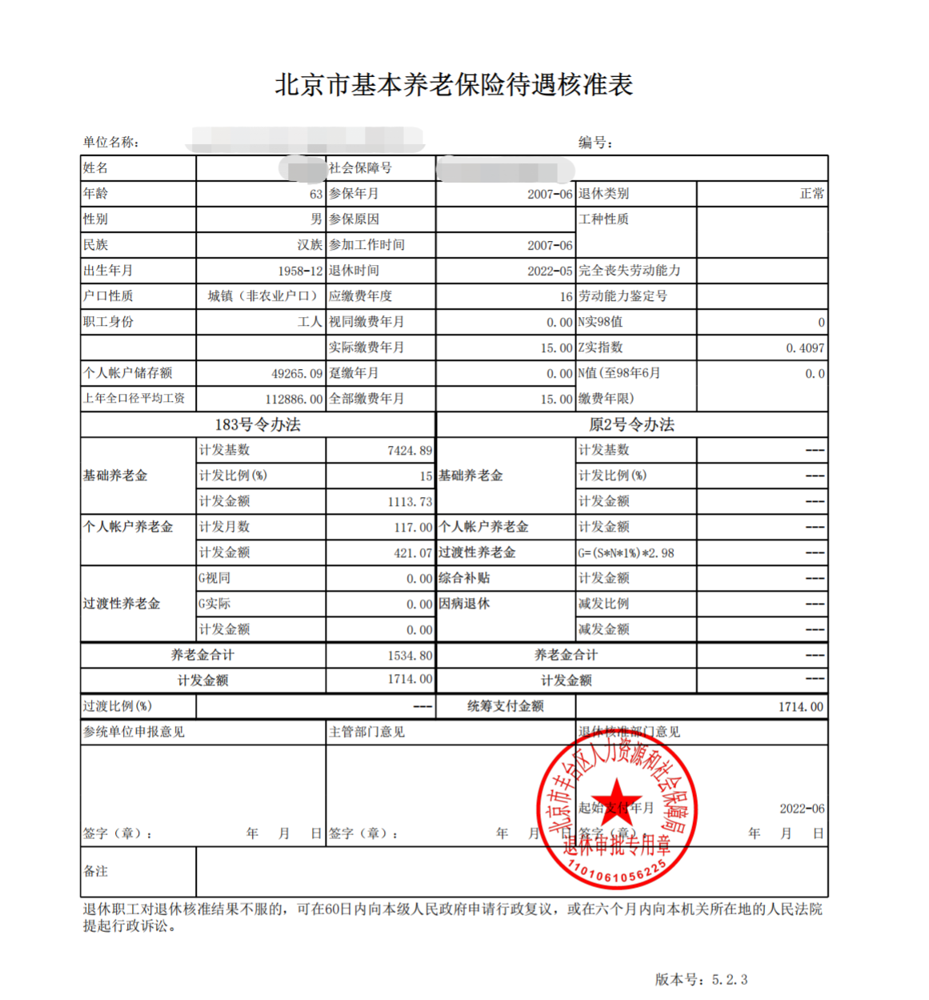 北京市基本养老保险待遇核准表
单位名称： 编号：
姓名 社会保障号
年龄 63 参保年月 2007-06 退休类别 正常
性别 男 参保原因 工种性质
民族 汉族 参加工作时间 2007-06
出生年月 1958-12 退休时间 2022-05 完全丧失劳动能力
户口性质 城镇（非农业户口） 应缴费年度 16 劳动能力鉴定号
职工身份 工人 视同缴费年月 0.00 N实98值 0
实际缴费年月 15.00 Z实指数 0.4097
个人帐户储存额 49265.09 趸缴年月 0.00 N值(至98年6月 0.0
上年全口径平均工资 112886.00 全部缴费年月 15.00 缴费年限)
183号令办法 原2号令办法
计发基数 7424.89 计发基数 ---
基础养老金 计发比例(%) 15 基础养老金 计发比例(%) ---
计发金额 1113.73 计发金额 ---
个人帐户养老金 计发月数 117.00 个人帐户养老金 计发金额 ---
计发金额 421.07 过渡性养老金 G=(S*N*1%)*2.98 ---
G视同 0.00 综合补贴 计发金额 ---
过渡性养老金 G实际 0.00 因病退休 减发比例 ---
计发金额 0.00 减发金额 ---
养老金合计 1534.80 养老金合计 ---
计发金额 1714.00 计发金额 ---
过渡比例(%) --- 统筹支付金额 1714.00
参统单位申报意见 主管部门意见 退休核准部门意见
北京市丰台区人力资源和社会保障局
起始支付年月 2022-06
签字（章）： 年 月 日 签字（章）： 年 月 日 签字（章）： 年 月 日
退休审批专用章
1101061056225
备注
退休职工对退休核准结果不服的，可在60日内向本级人民政府申请行政复议，或在六个月内向本机关所在地的人民法院
提起行政诉讼。
版本号：5.2.3